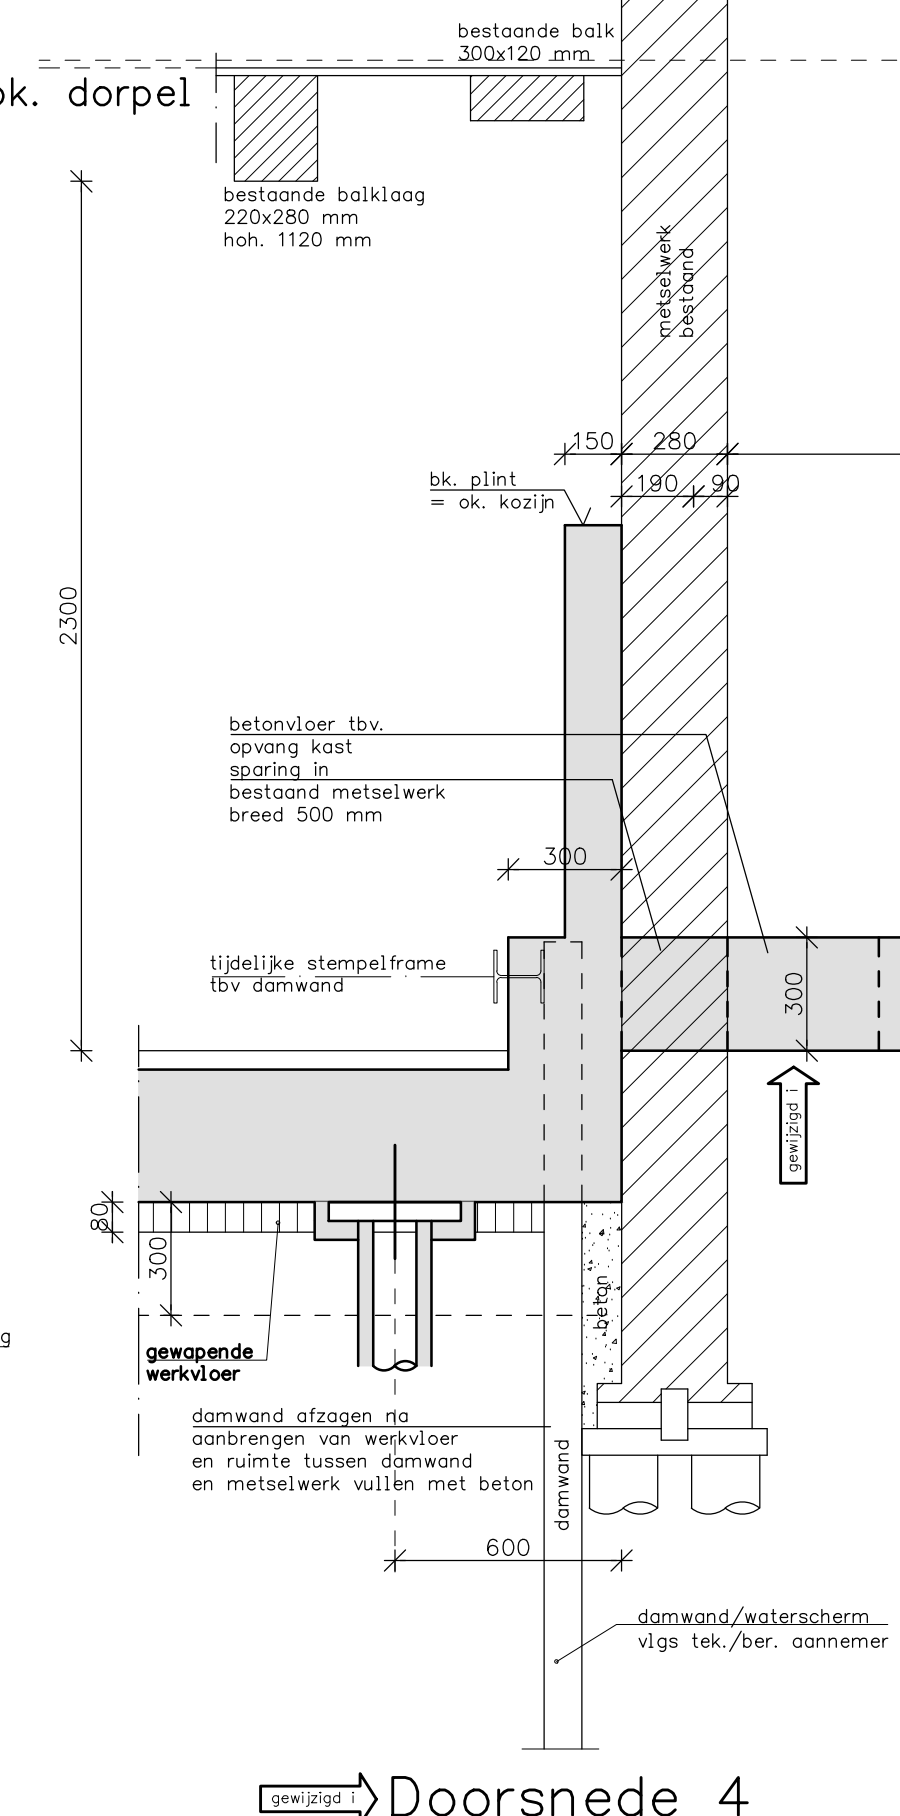 bestaande balk
300x120 mm
ok. dorpel
bestaande balklaag
220x280 mm
hoh. 1120 mm
metselwerk
bestaand
150
280
190
90
bk. plint
= ok. kozijn
2300
betonvloer tbv.
opvang kast
sparing in
bestaand metselwerk
breed 500 mm
300
tijdelijke stempelframe
tbv damwand
300
gewijzigd i
80
300
beton
g
gewapende
werkvloer
damwand afzagen na
aanbrengen van werkvloer
en ruimte tussen damwand
en metselwerk vullen met beton
damwand
600
damwand/waterscherm
vlgs tek./ber. aannemer
gewijzigd i
Doorsnede 4